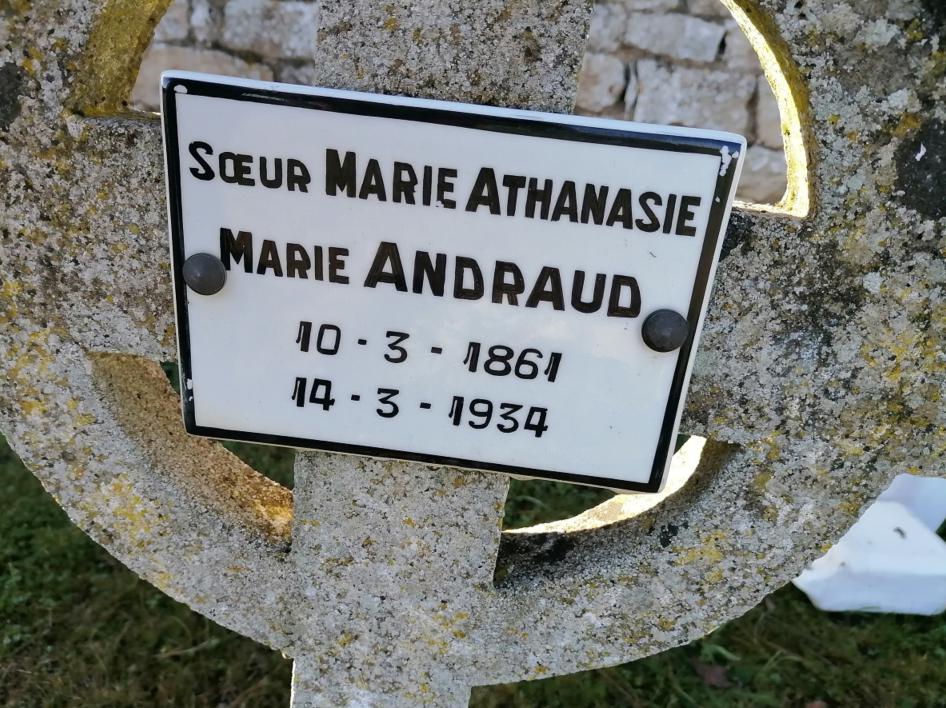 SŒUR MARIE ATHANASIE
MARIE ANDRAUD
10 - 3 - 1861
14 - 3 - 1934